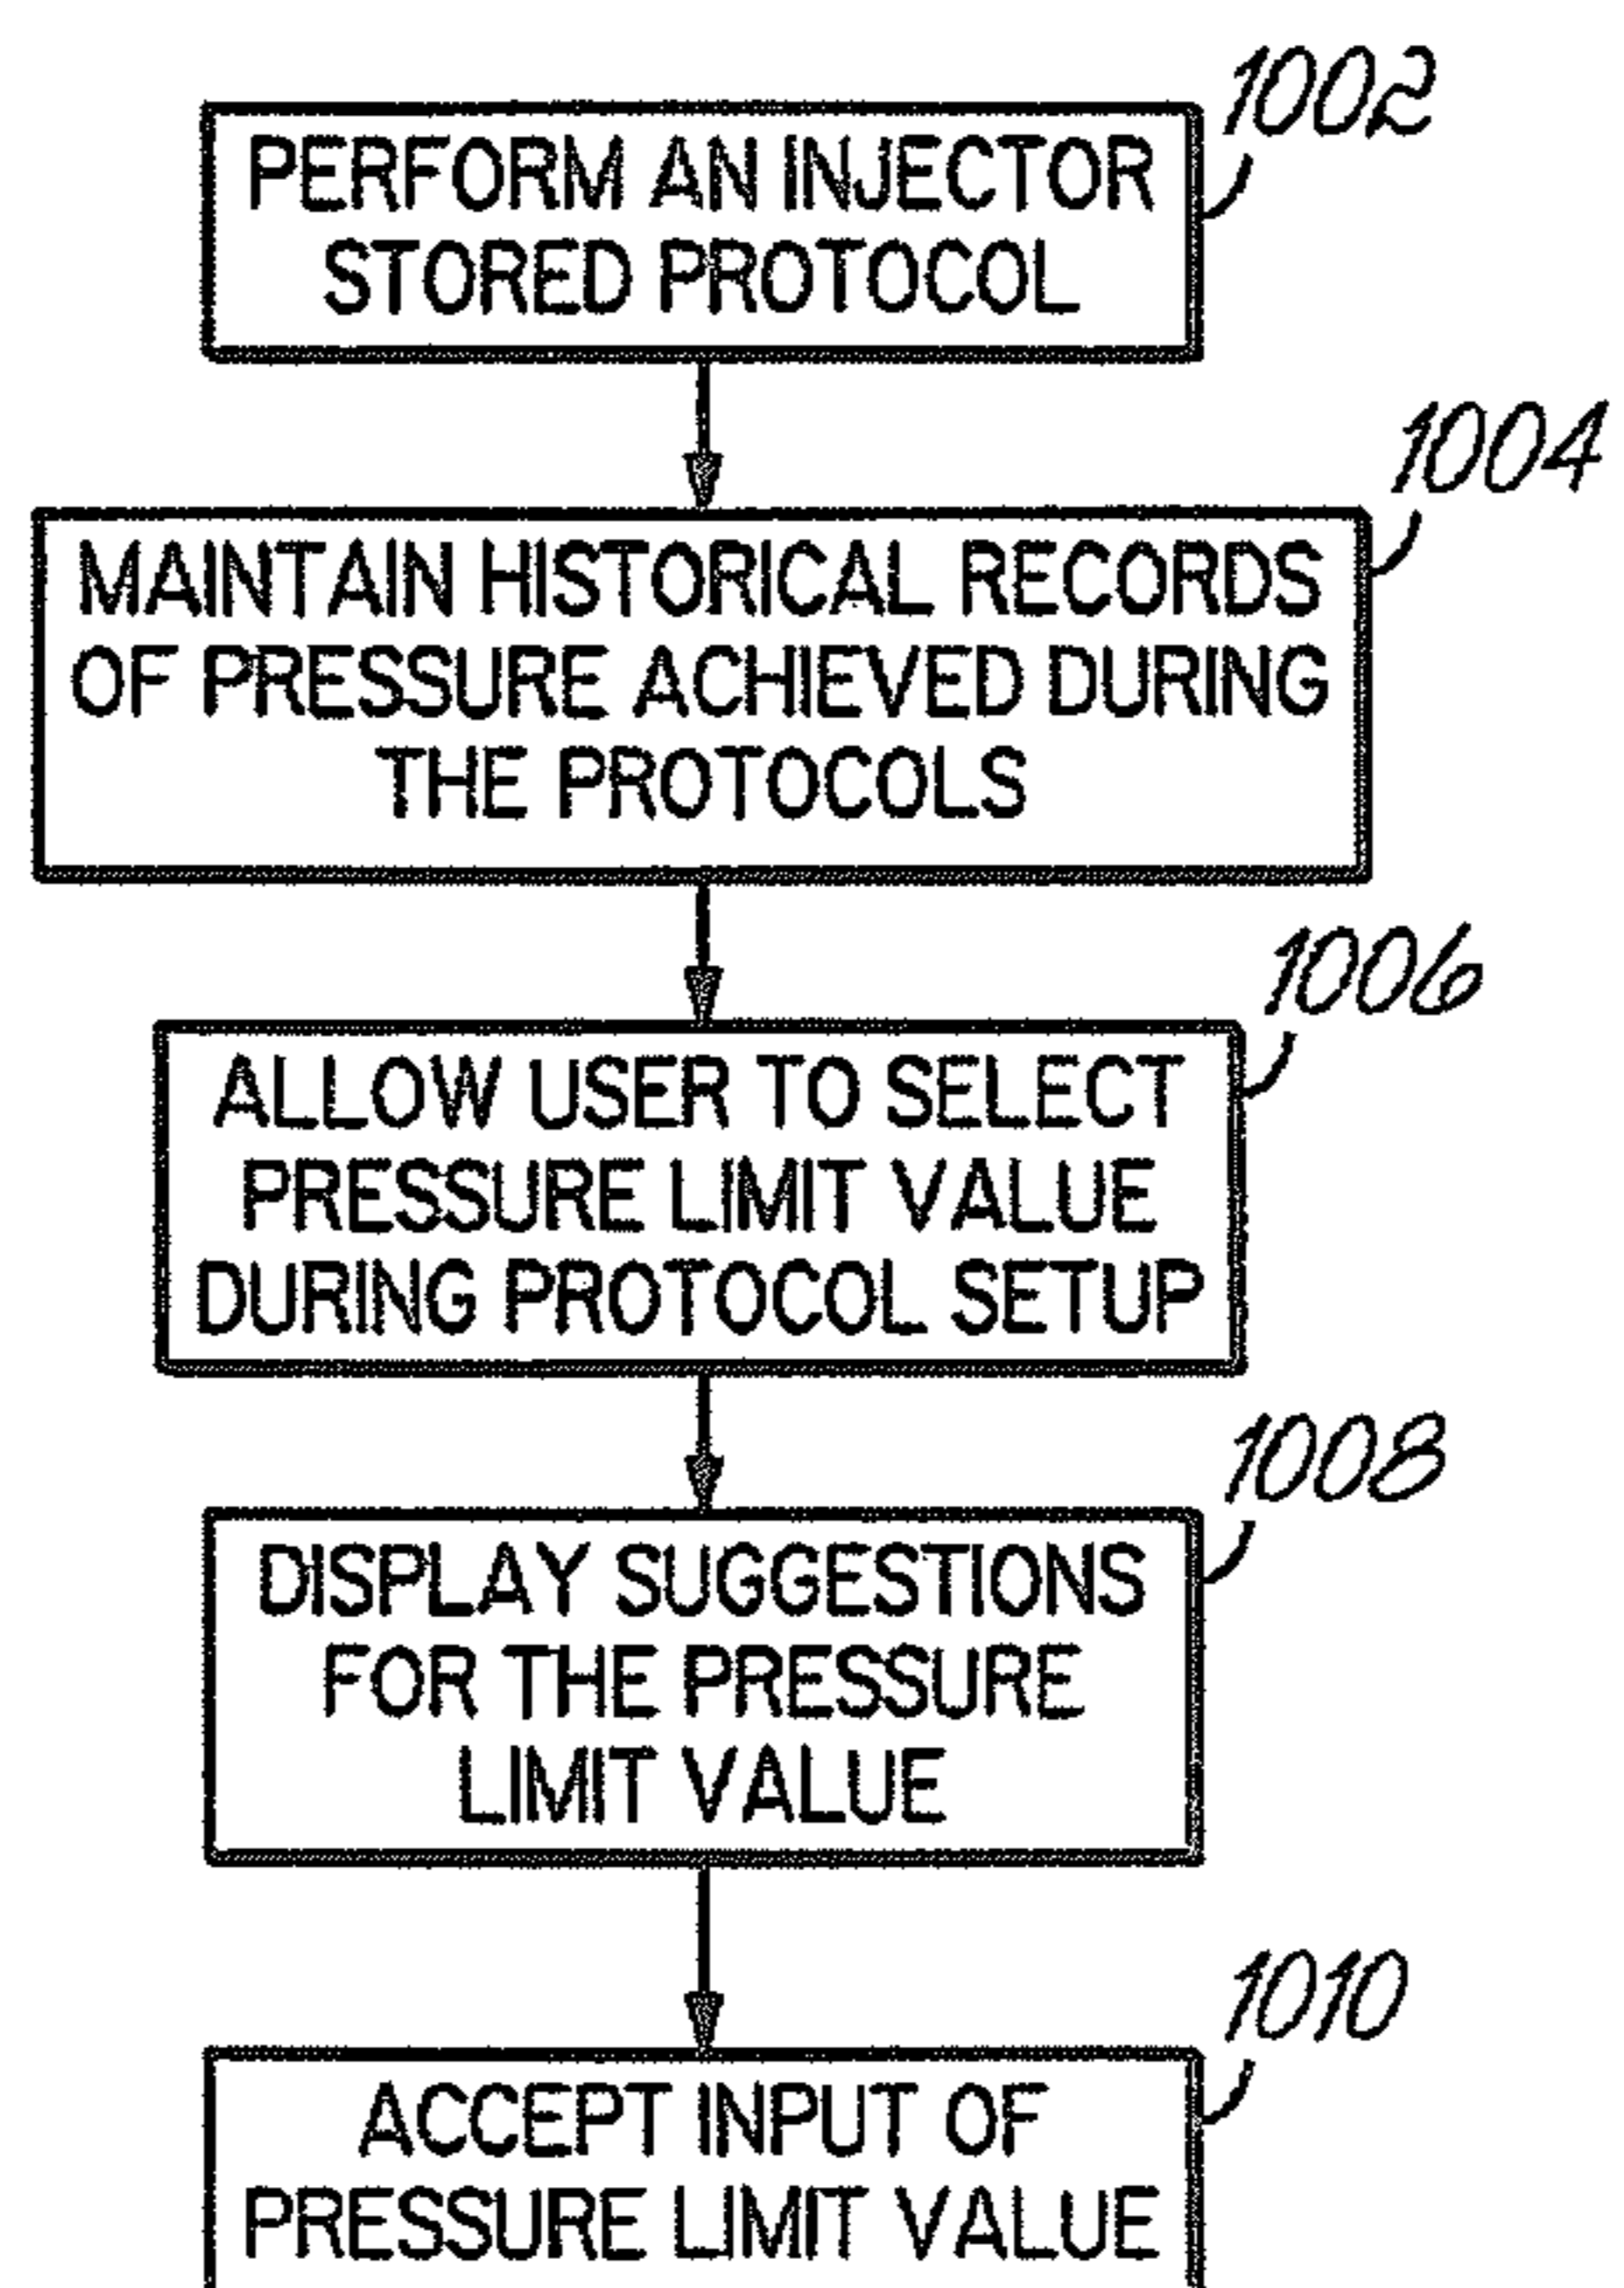 1002
PERFORM AN INJECTOR
STORED PROTOCOL
1004
MAINTAIN HISTORICAL RECORDS
OF PRESSURE ACHIEVED DURING
THE PROTOCOLS
1006
ALLOW USER TO SELECT
PRESSURE LIMIT VALUE
DURING PROTOCOL SETUP
1008
DISPLAY SUGGESTIONS
FOR THE PRESSURE
LIMIT VALUE
1010
ACCEPT INPUT OF
PRESSURE LIMIT VALUE